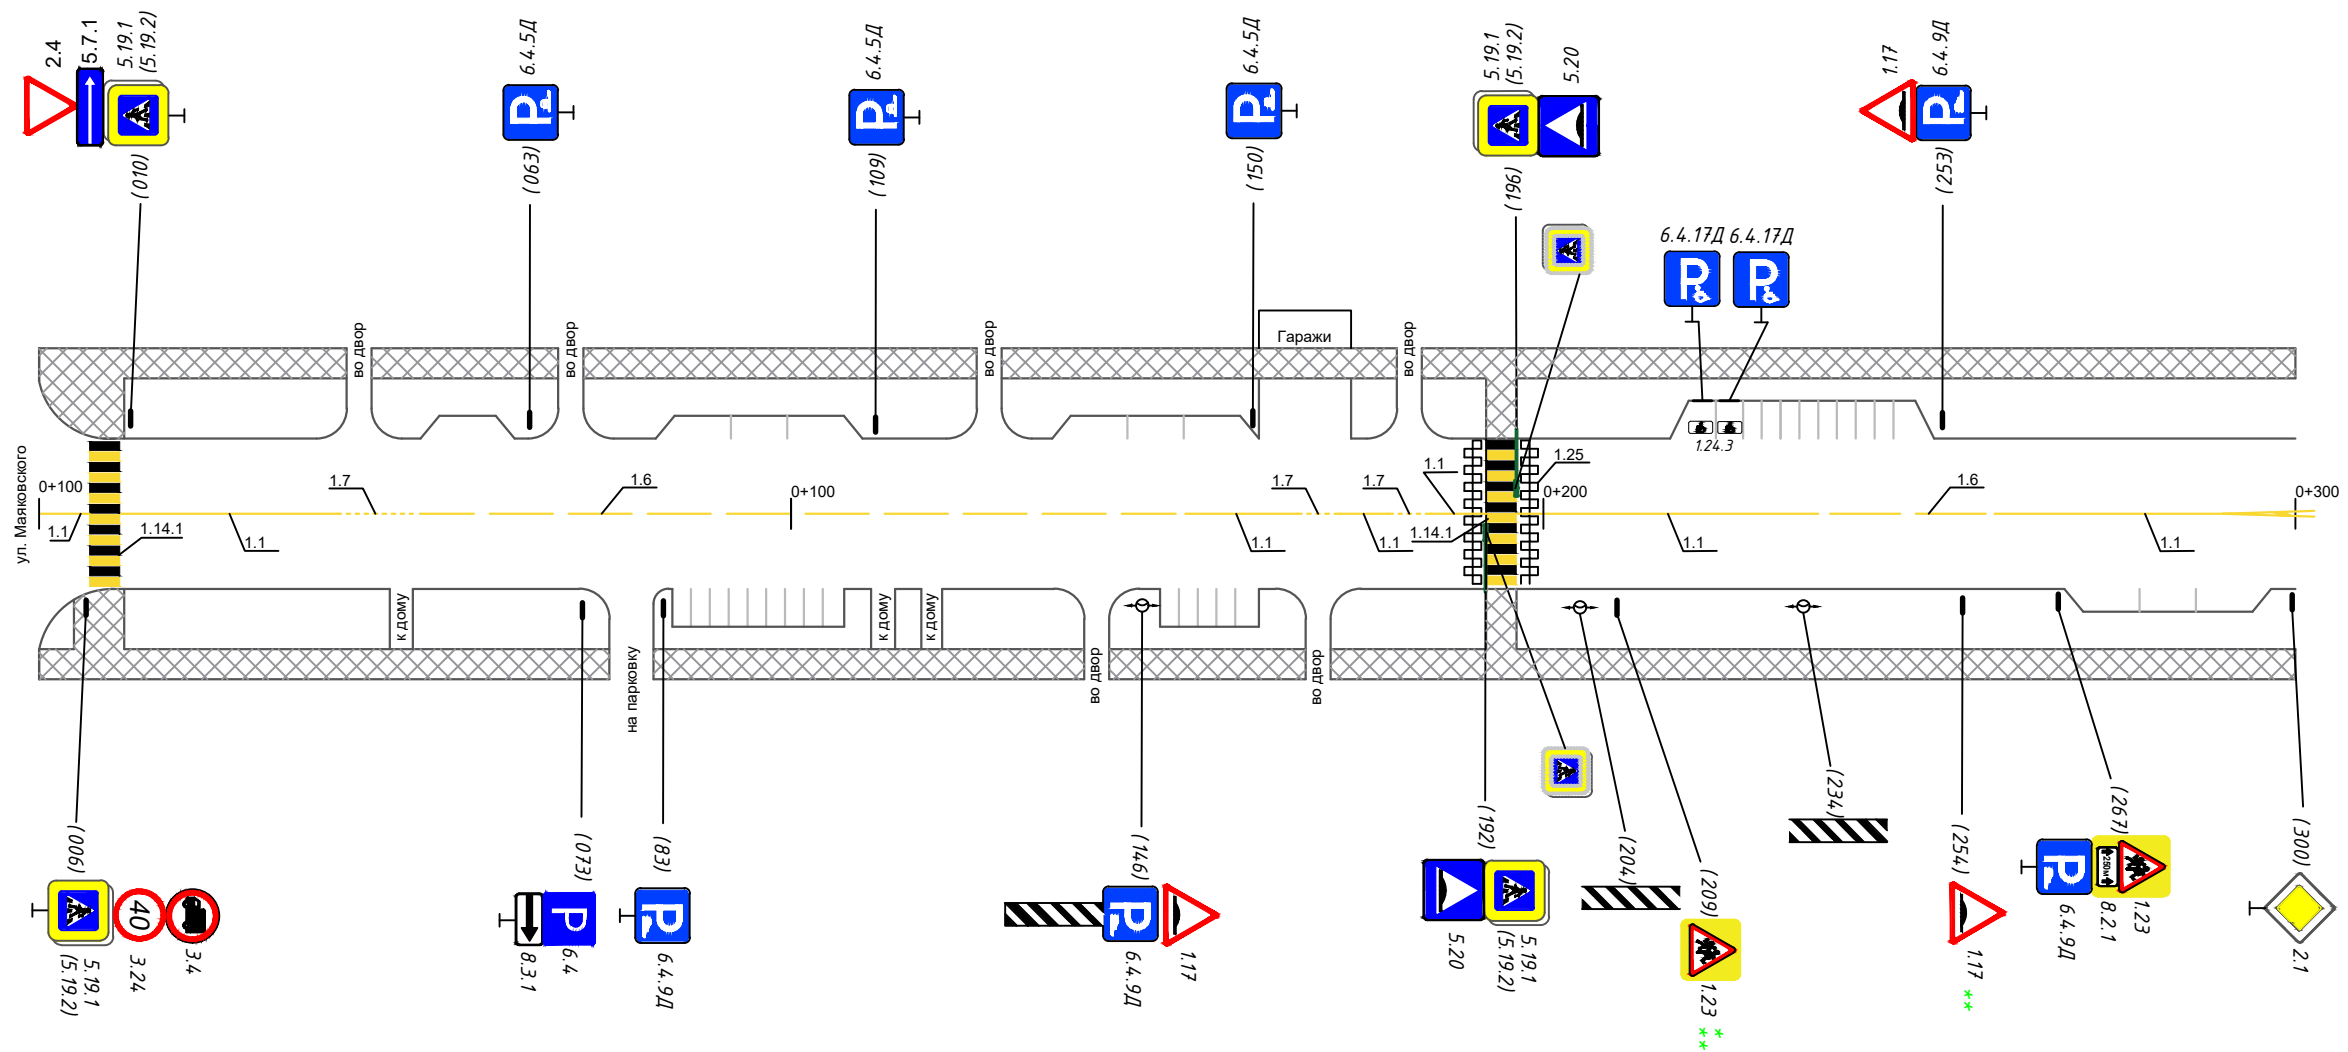 2.4
5.7.1
5.19.1
(5.19.2)
(010)
6.4.5Д
(063)
6.4.5Д
(109)
6.4.5Д
(150)
5.19.1
(5.19.2)
5.20
(196)
1.17
6.4.9Д
(253)
6.4.17Д
6.4.17Д
во двор
во двор
во двор
Гаражи
во двор
1.24.3
ул. Маяковского
0+100
1.1
1.14.1
1.1
1.7
1.6
0+100
1.1
1.7
1.7
1.1
1.1
1.14.1
1.25
0+200
1.1
1.6
1.1
0+300
к дому
на парковку
к дому
к дому
во двор
во двор
(006)
40
5.19.1
(5.19.2)
3.24
3.4
(073)
P
8.3.1
6.4
(83)
P
6.4.9Д
(146)
P
6.4.9Д
1.17
(192)
5.20
5.19.1
(5.19.2)
(204)
(209)
1.23
*
**
(234)
(254)
1.17
**
(267)
P
250м
6.4.9Д
8.2.1
1.23
(300)
2.1